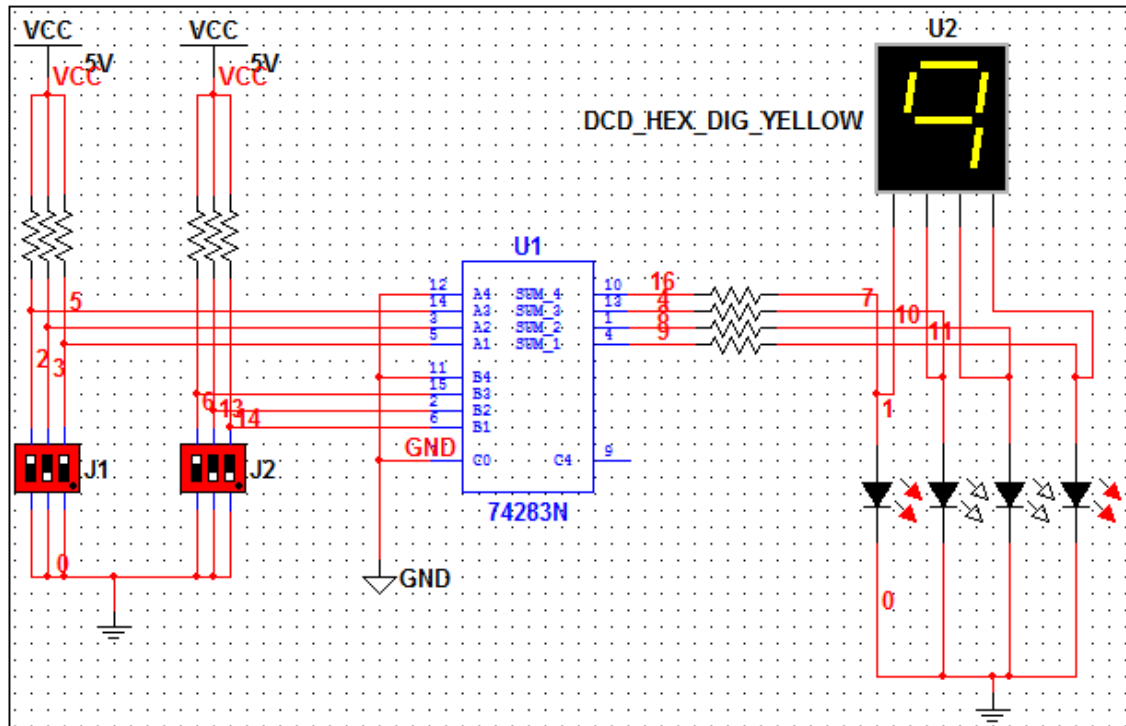 VCC VCC
5V 5V
VCC VCC
U2
DCD_HEX_DIG_YELLOW
U1
12 A4 SUM_4 10 16
14 A3 SUM_3 13 4
3 A2 SUM_2 1 8
5 A1 SUM_1 4 9
11 B4
15 B3
2 B2
6 B1
GND C0 C4 9
74283N
5
2 3
6 13 14
7
10
11
1
J1 J2
0
GND
0